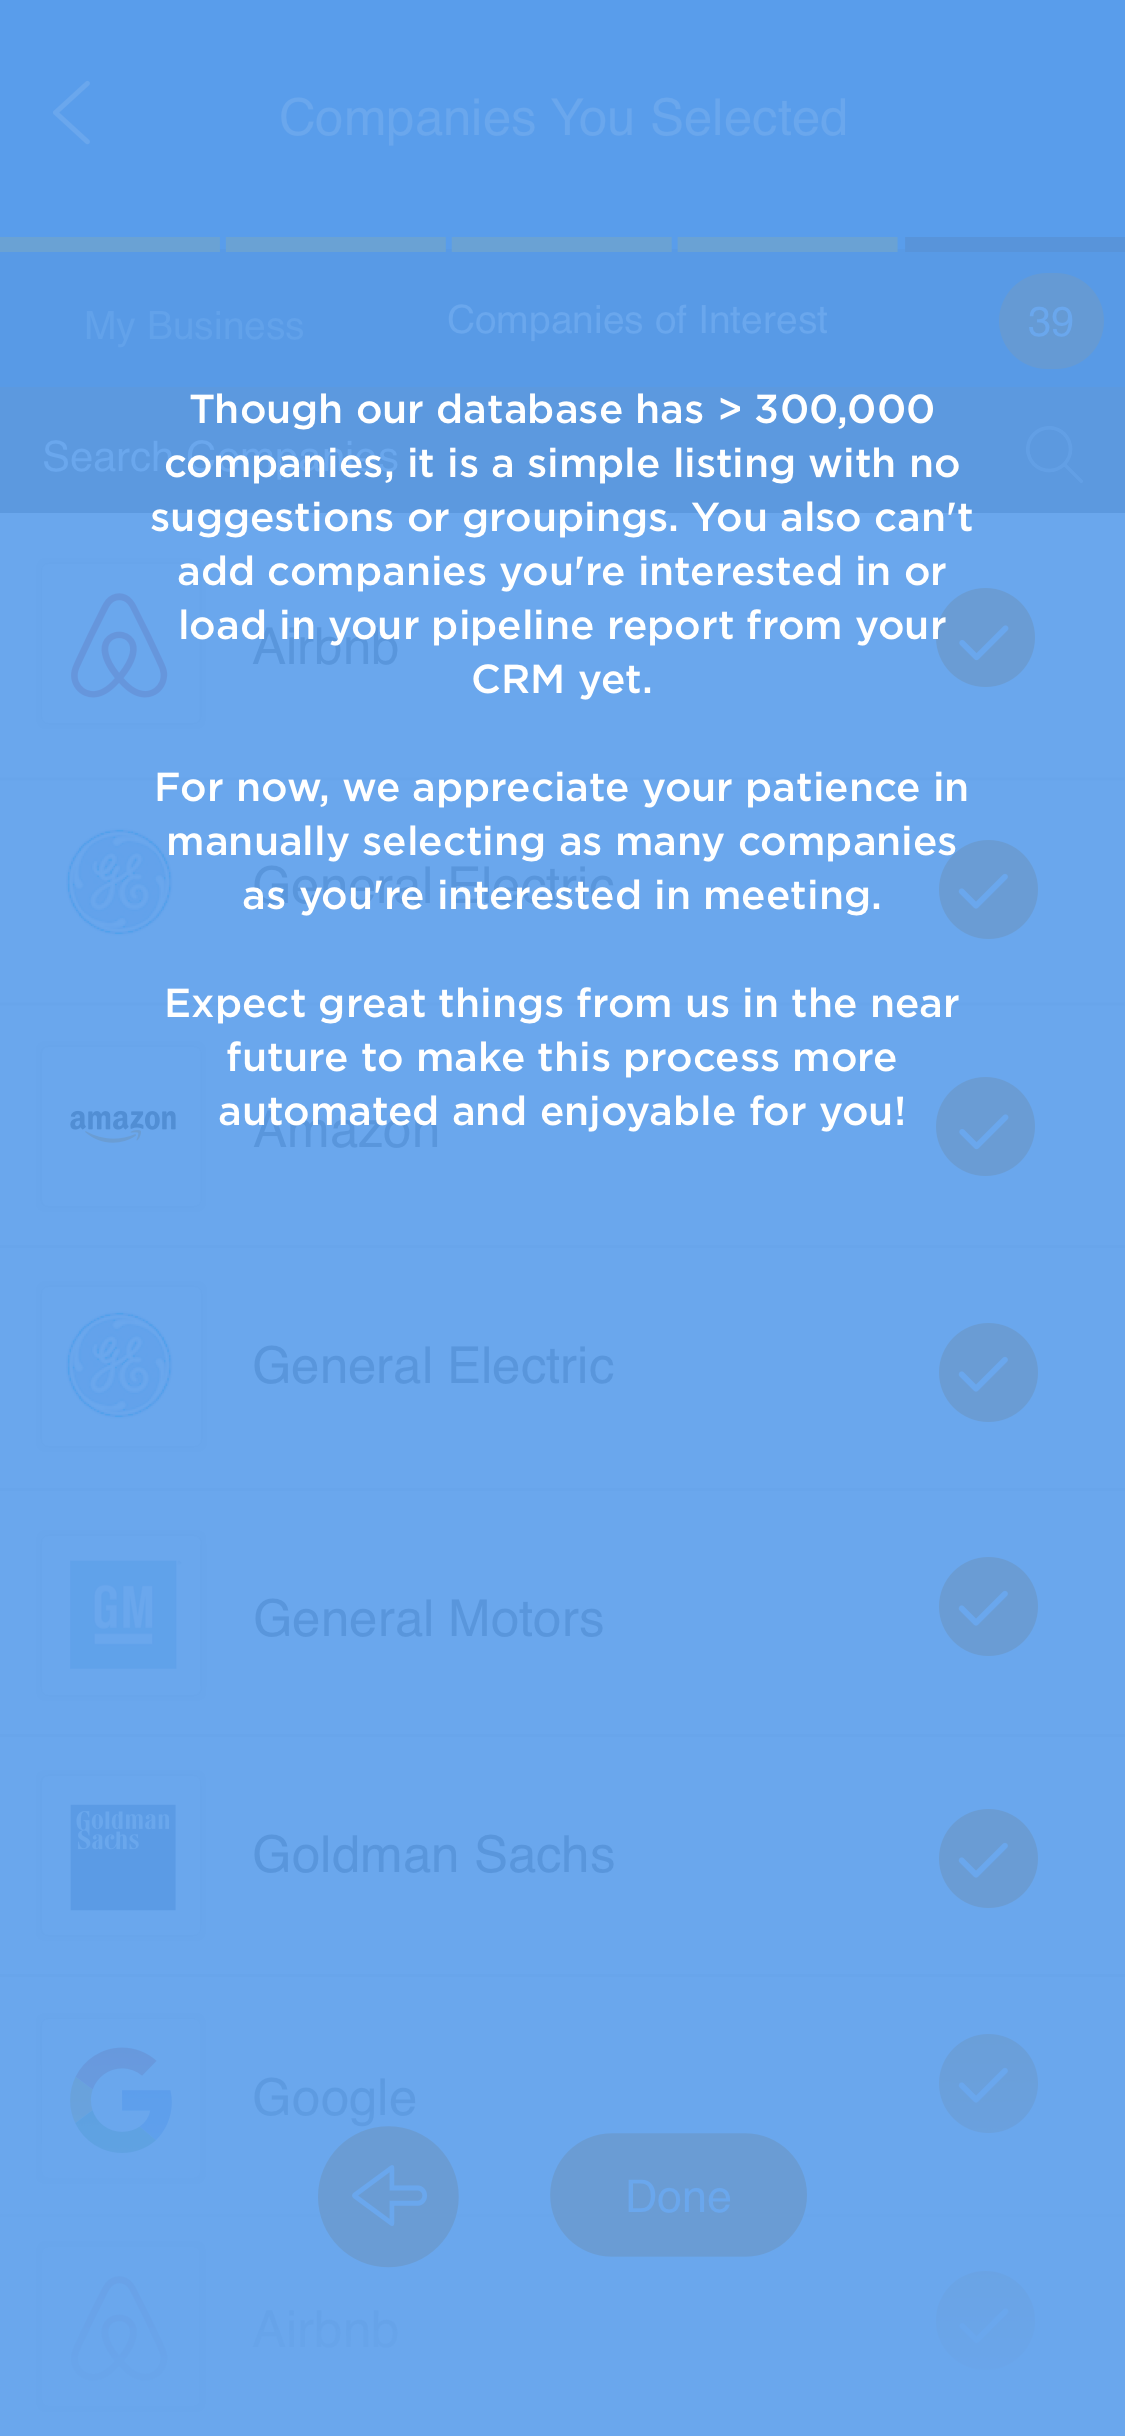 Companies You Selected
My Business
Companies of Interest
39
Though our database has > 300,000
Search Companies
companies, it is a simple listing with no
suggestions or groupings. You also can't
add companies you're interested in or
load in your pipeline report from your
Airbnb
CRM yet.
For now, we appreciate your patience in
manually selecting as many companies
GE
General Electric
as you're interested in meeting.
Expect great things from us in the near
future to make this process more
automated and enjoyable for you!
amazon
Amazon
GE
General Electric
GM
General Motors
Goldman
Sachs
Goldman Sachs
G
Google
Done
Airbnb